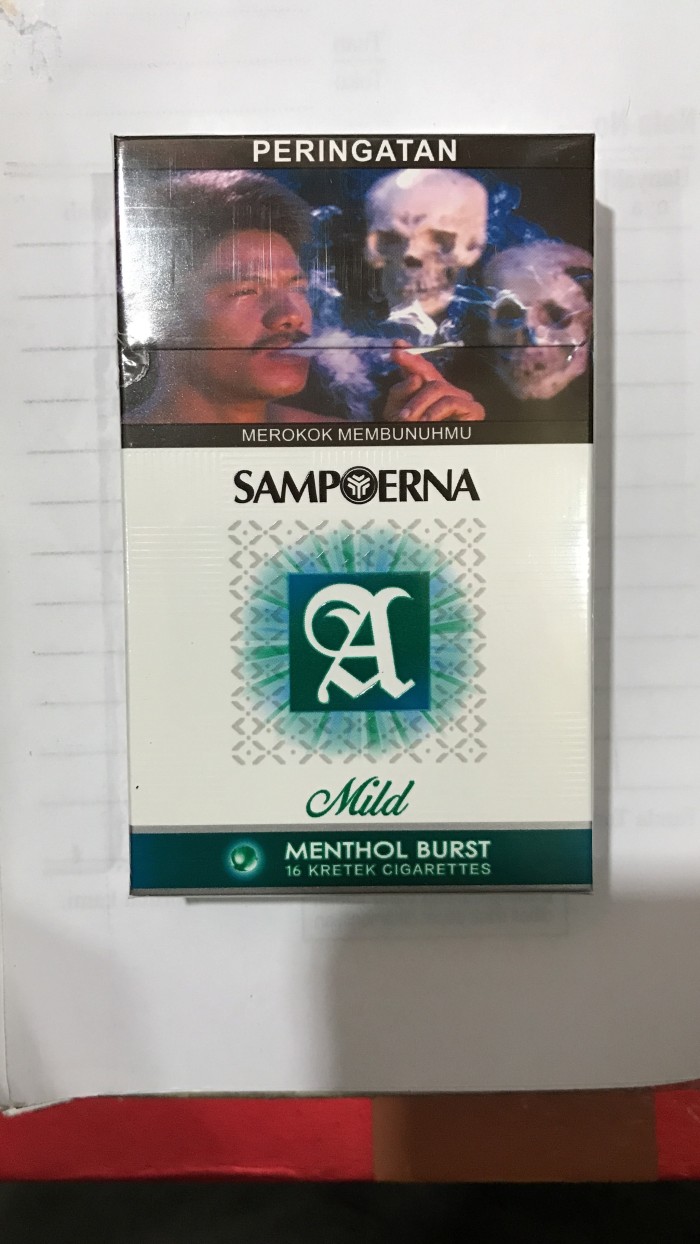 PERINGATAN
MEROKOK MEMBUNUHMU
SAMPOERNA
A
Mild
MENTHOL BURST
16 KRETEK CIGARETTES